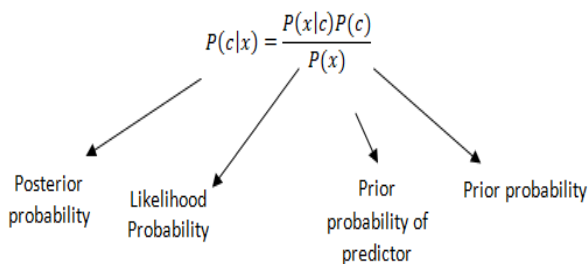 P(c|x) = P(x|c)P(c)
P(x)
Posterior
probability
Likelihood
Probability
Prior
probability of
predictor
Prior probability